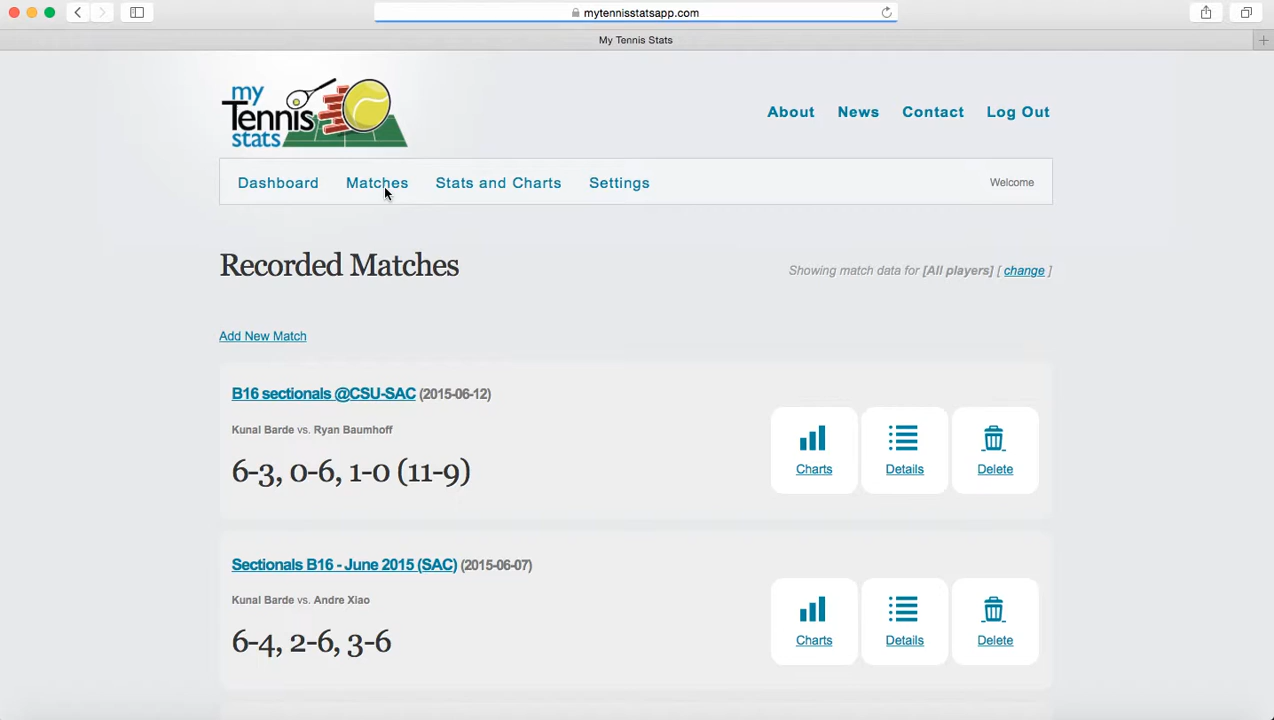 mytennisstatsapp.com
My Tennis Stats
my
Tennis
stats
About News Contact Log Out
Dashboard Matches Stats and Charts Settings Welcome
Recorded Matches
Showing match data for [All players] [ change ]
Add New Match
B16 sectionals @CSU-SAC (2015-06-12)
Kunal Barde vs. Ryan Baumhoff
6-3, 0-6, 1-0 (11-9)
Charts Details Delete
Sectionals B16 - June 2015 (SAC) (2015-06-07)
Kunal Barde vs. Andre Xiao
6-4, 2-6, 3-6
Charts Details Delete